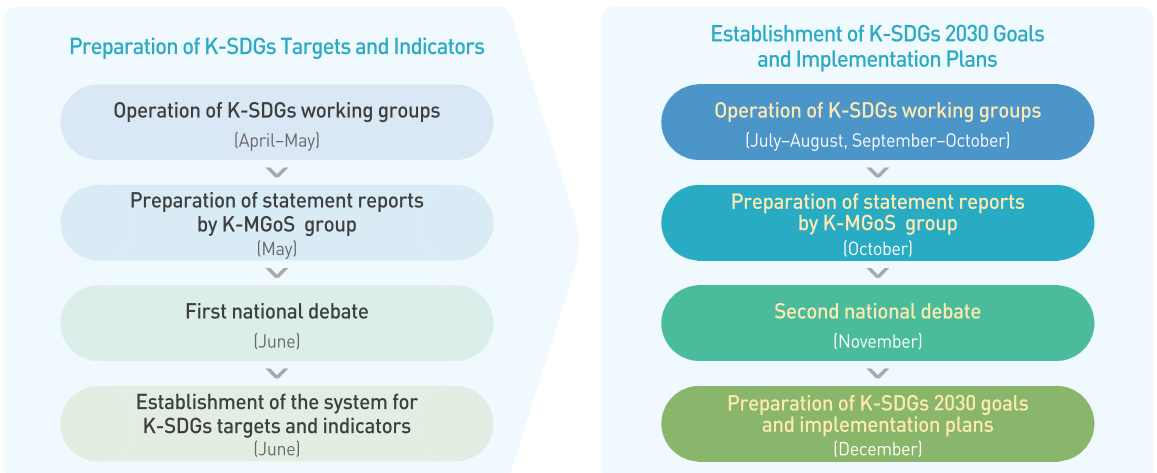 Preparation of K-SDGs Targets and Indicators
Operation of K-SDGs working groups
(April–May)
Preparation of statement reports
by K-MGoS group
(May)
First national debate
(June)
Establishment of the system for
K-SDGs targets and indicators
(June)
Establishment of K-SDGs 2030 Goals
and Implementation Plans
Operation of K-SDGs working groups
(July–August, September–October)
Preparation of statement reports
by K-MGoS group
(October)
Second national debate
(November)
Preparation of K-SDGs 2030 goals
and implementation plans
(December)